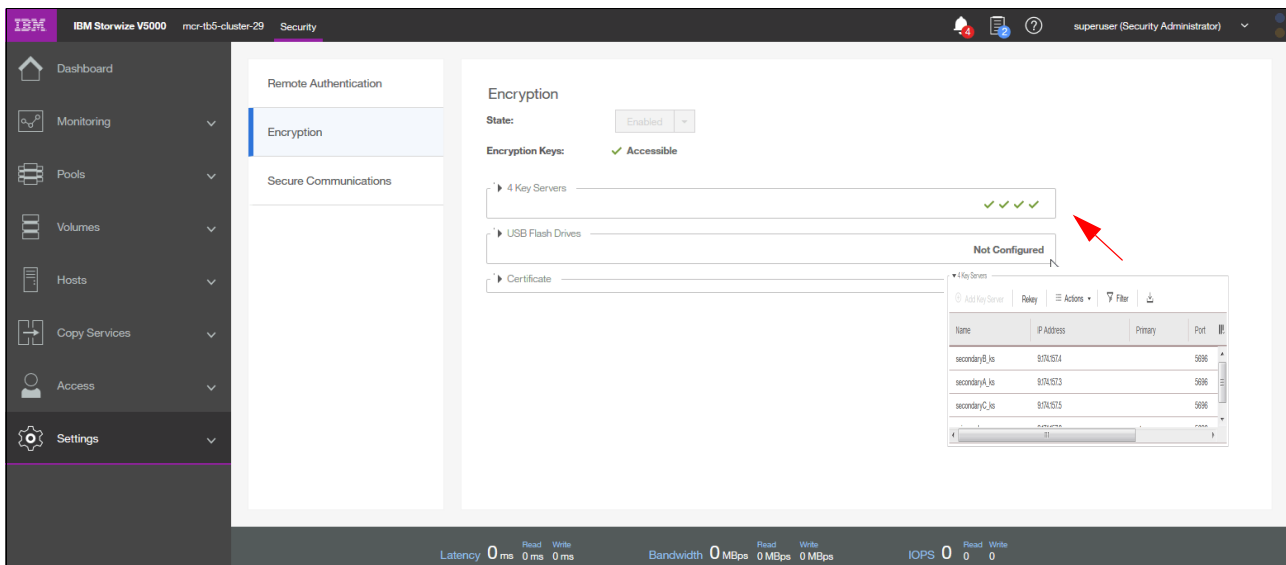 IBM IBM Storwize V5000 mcr-tb5-cluster-29 Security 4 2 ? superuser (Security Administrator)
Dashboard
Monitoring
Pools
Volumes
Hosts
Copy Services
Access
Settings
Remote Authentication
Encryption
Secure Communications
Encryption
State: Enabled
Encryption Keys: Accessible
4 Key Servers
USB Flash Drives
Not Configured
Certificate
4 Key Servers
Add Key Server Rekey Actions Filter
Name IP Address Primary Port
secondaryB_ks 9.174.157.4 5696
secondaryA_ks 9.174.157.3 5696
secondaryC_ks 9.174.157.5 5696
Read Write Read Write Read Write
Latency 0 ms 0 ms 0 ms Bandwidth 0 MBps 0 MBps 0 MBps IOPS 0 0 0